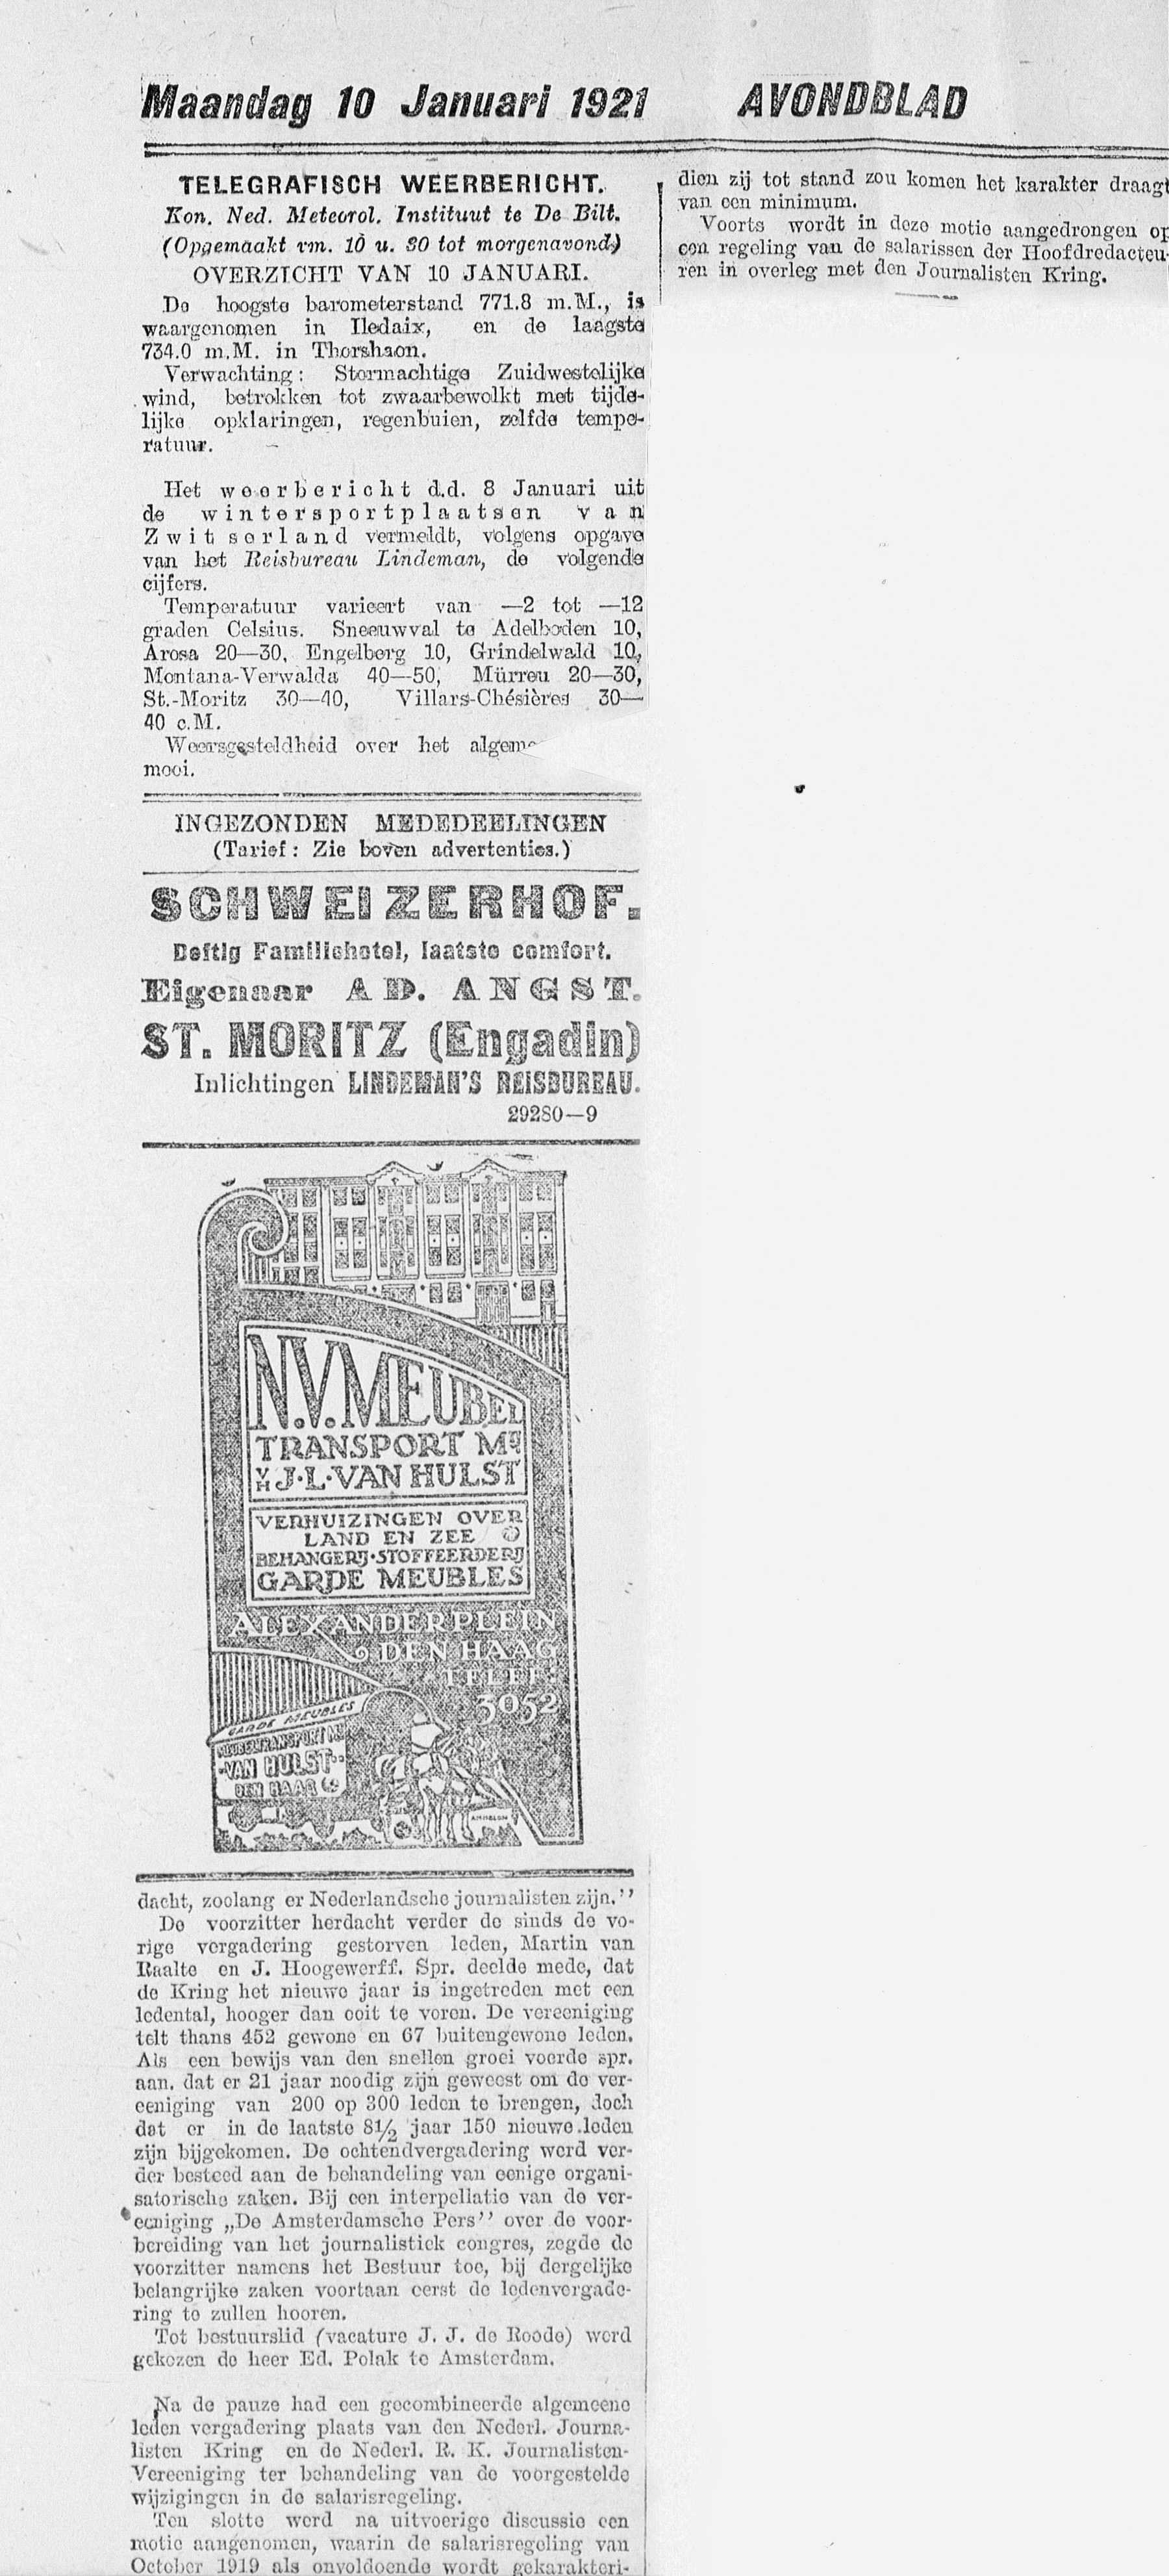 Maandag 10 Januari 1921 AVONDBLAD
TELEGRAFISCH WEERBERICHT.
Kon. Ned. Meteorol. Instituut te De Bilt.
(Opgemaakt vm. 10 u. 30 tot morgenavond)
OVERZICHT VAN 10 JANUARI.
De hoogste barometerstand 771.8 m.M., is
waargenomen in Iledaix, en de laagste
734.0 m.M. in Thorshaon.
Verwachting: Stormachtige Zuidwestelijke
wind, betrokken tot zwaarbewolkt met tijde-
lijke opklaringen, regenbuien, zelfde tempe-
ratuur.
Het weerbericht d.d. 8 Januari uit
de wintersportplaatsen van
Zwitserland vermeldt, volgens opgave
van het Reisbureau Lindeman, de volgende
cijfers.
Temperatuur varieert van —2 tot —12
graden Celsius. Sneeuwval te Adelboden 10,
Arosa 20—30, Engelberg 10, Grindelwald 10,
Montana-Verwalda 40—50, Mürren 20—30,
St.-Moritz 30—40, Villars-Chésières 30—
40 c.M.
Weersgesteldheid over het algeme
mooi.
INGEZONDEN MEDEDEELINGEN
(Tarief: Zie boven advertenties.)
SCHWEIZERHOF.
Deftig Familiehotel, laatste comfort.
Eigenaar AD. ANGST.
ST. MORITZ (Engadin)
Inlichtingen LINDEMAN'S REISBUREAU.
29280—9
N.V. MEUBEL
TRANSPORT Mij
v/h J.L. VAN HULST
VERHUIZINGEN OVER
LAND EN ZEE
BEHANGERIJ·STOFFEERDERIJ
GARDE MEUBLES
ALEXANDERPLEIN
DEN HAAG
TELEF:
3052
GARDE MEUBLES
MEUBELTRANSPORT Mij
VAN HULST
DEN HAAG
dacht, zoolang er Nederlandsche journalisten zijn.''
De voorzitter herdacht verder de sinds de vo-
rige vergadering gestorven leden, Martin van
Raalte en J. Hoogewerff. Spr. deelde mede, dat
de Kring het nieuwe jaar is ingetreden met een
ledental, hooger dan ooit te voren. De vereeniging
telt thans 452 gewone en 67 buitengewone leden.
Als een bewijs van den snellen groei voerde spr.
aan, dat er 21 jaar noodig zijn geweest om de ver-
eeniging van 200 op 300 leden te brengen, doch
dat er in de laatste 8½ jaar 150 nieuwe leden
zijn bijgekomen. De ochtendvergadering werd ver-
der besteed aan de behandeling van eenige organi-
satorische zaken. Bij een interpellatie van de ver-
eeniging „De Amsterdamsche Pers'' over de voor-
bereiding van het journalistiek congres, zegde de
voorzitter namens het Bestuur toe, bij dergelijke
belangrijke zaken voortaan eerst de ledenvergade-
ring te zullen hooren.
Tot bestuurslid (vacature J. J. de Roode) werd
gekozen de heer Ed. Polak te Amsterdam.
Na de pauze had een gecombineerde algemeene
leden vergadering plaats van den Nederl. Journa-
listen Kring en de Nederl. R. K. Journalisten-
Vereeniging ter behandeling van de voorgestelde
wijzigingen in de salarisregeling.
Ten slotte werd na uitvoerige discussie een
motie aangenomen, waarin de salarisregeling van
October 1919 als onvoldoende wordt gekarakteri-
dien zij tot stand zou komen het karakter draagt
van een minimum.
Voorts wordt in deze motie aangedrongen op
een regeling van de salarissen der Hoofdredacteu-
ren in overleg met den Journalisten Kring.